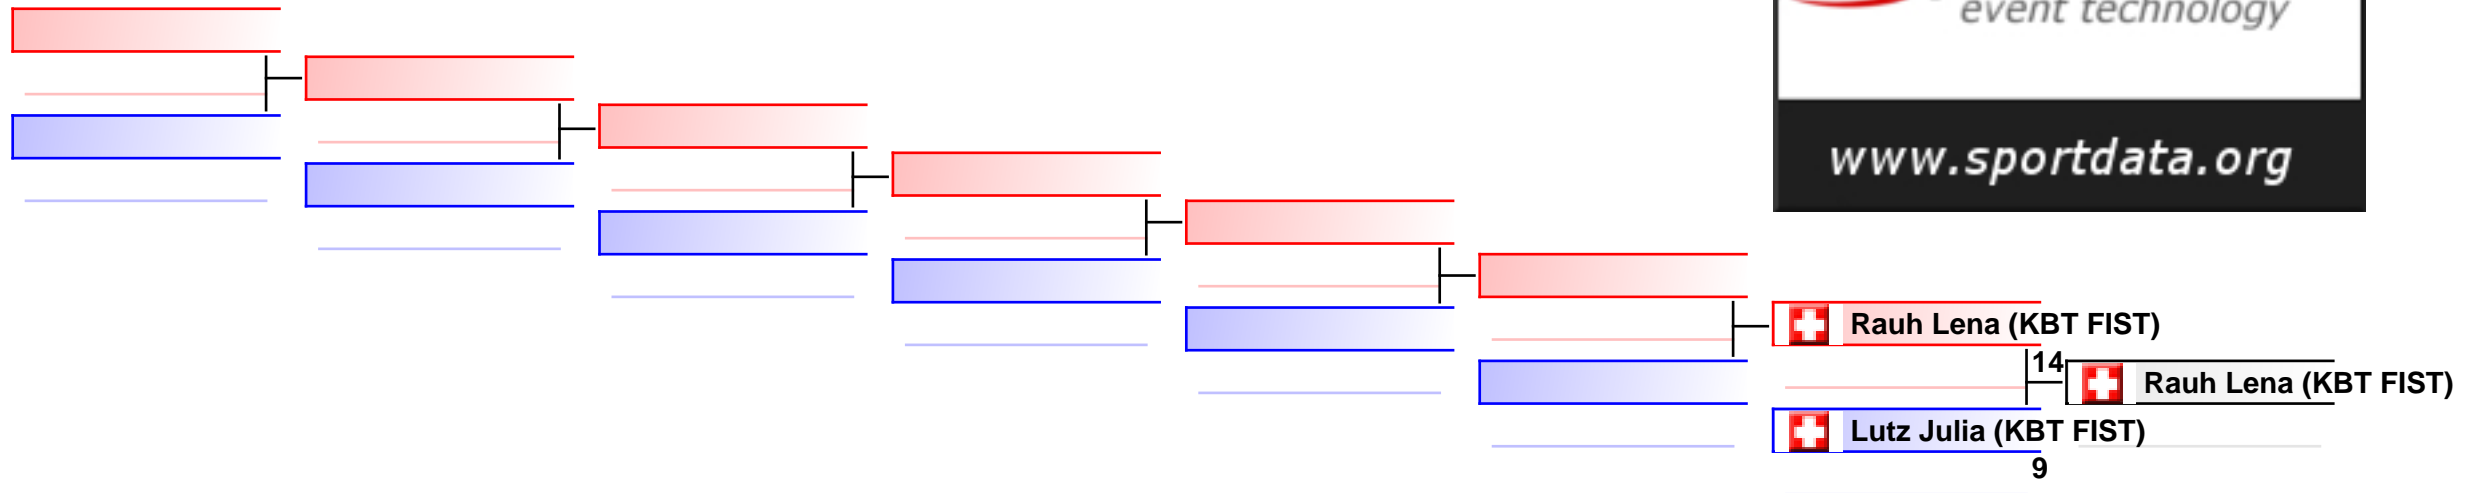 event technology
www.sportdata.org
Rauh Lena (KBT FIST)
14
Rauh Lena (KBT FIST)
Lutz Julia (KBT FIST)
9